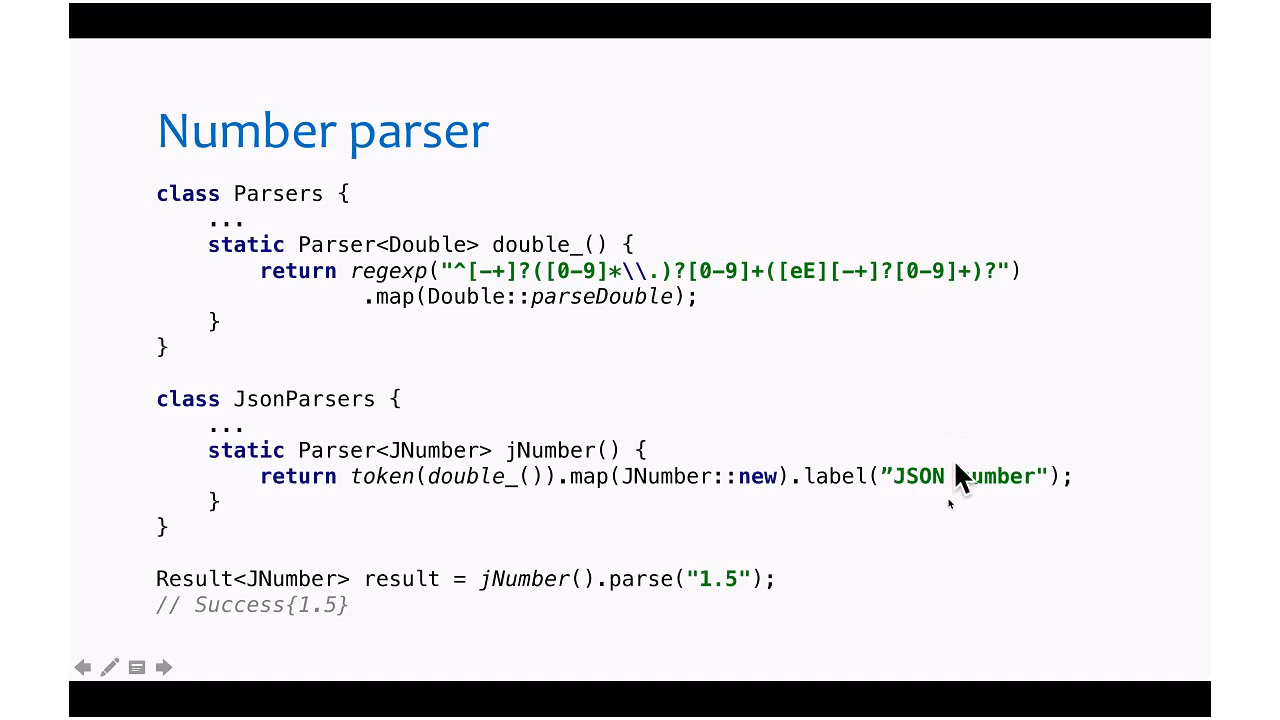 Number parser
class Parsers {
...
static Parser<Double> double_() {
return regexp("^[-+]?([0-9]*\\.)?[0-9]+([eE][-+]?[0-9]+)?")
.map(Double::parseDouble);
}
}
class JsonParsers {
...
static Parser<JNumber> jNumber() {
return token(double_()).map(JNumber::new).label(”JSON number");
}
}
Result<JNumber> result = jNumber().parse("1.5");
// Success{1.5}